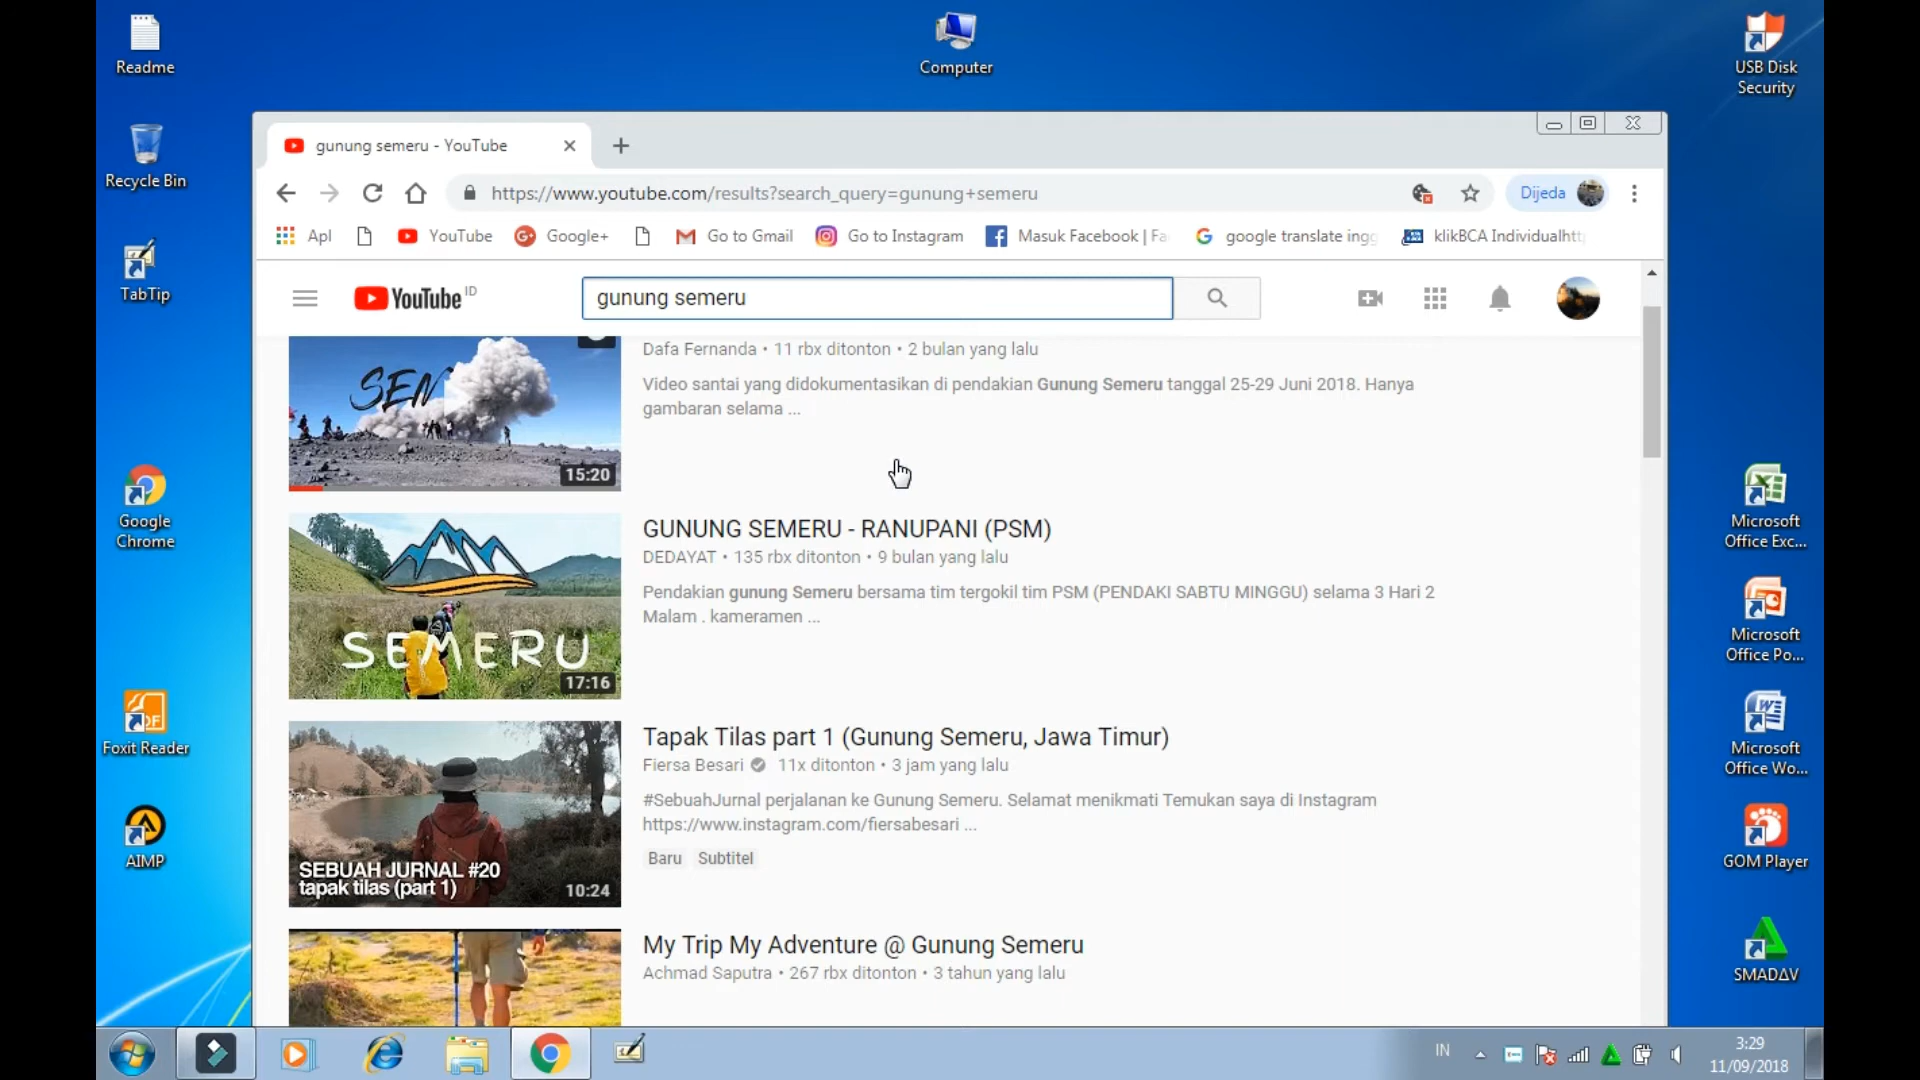 Readme
Computer
USB Disk
Security
Recycle Bin
TabTip
Google
Chrome
Foxit Reader
AIMP
gunung semeru - YouTube
https://www.youtube.com/results?search_query=gunung+semeru
Dijeda
Apl
YouTube
Google+
Go to Gmail
Go to Instagram
Masuk Facebook | Fa
google translate ingg
klikBCA Individualhttp
YouTube ID
gunung semeru
SEM
15:20
Dafa Fernanda • 11 rbx ditonton • 2 bulan yang lalu
Video santai yang didokumentasikan di pendakian Gunung Semeru tanggal 25-29 Juni 2018. Hanya
gambaran selama ...
SEMERU
17:16
GUNUNG SEMERU - RANUPANI (PSM)
DEDAYAT • 135 rbx ditonton • 9 bulan yang lalu
Pendakian gunung Semeru bersama tim tergokil tim PSM (PENDAKI SABTU MINGGU) selama 3 Hari 2
Malam . kameramen ...
SEBUAH JURNAL #20
tapak tilas (part 1)
10:24
Tapak Tilas part 1 (Gunung Semeru, Jawa Timur)
Fiersa Besari 11x ditonton • 3 jam yang lalu
#SebuahJurnal perjalanan ke Gunung Semeru. Selamat menikmati Temukan saya di Instagram
https://www.instagram.com/fiersabesari ...
Baru Subtitel
My Trip My Adventure @ Gunung Semeru
Achmad Saputra • 267 rbx ditonton • 3 tahun yang lalu
Microsoft
Office Exc...
Microsoft
Office Po...
Microsoft
Office Wo...
GOM Player
SMADΔV
IN
3:29
11/09/2018